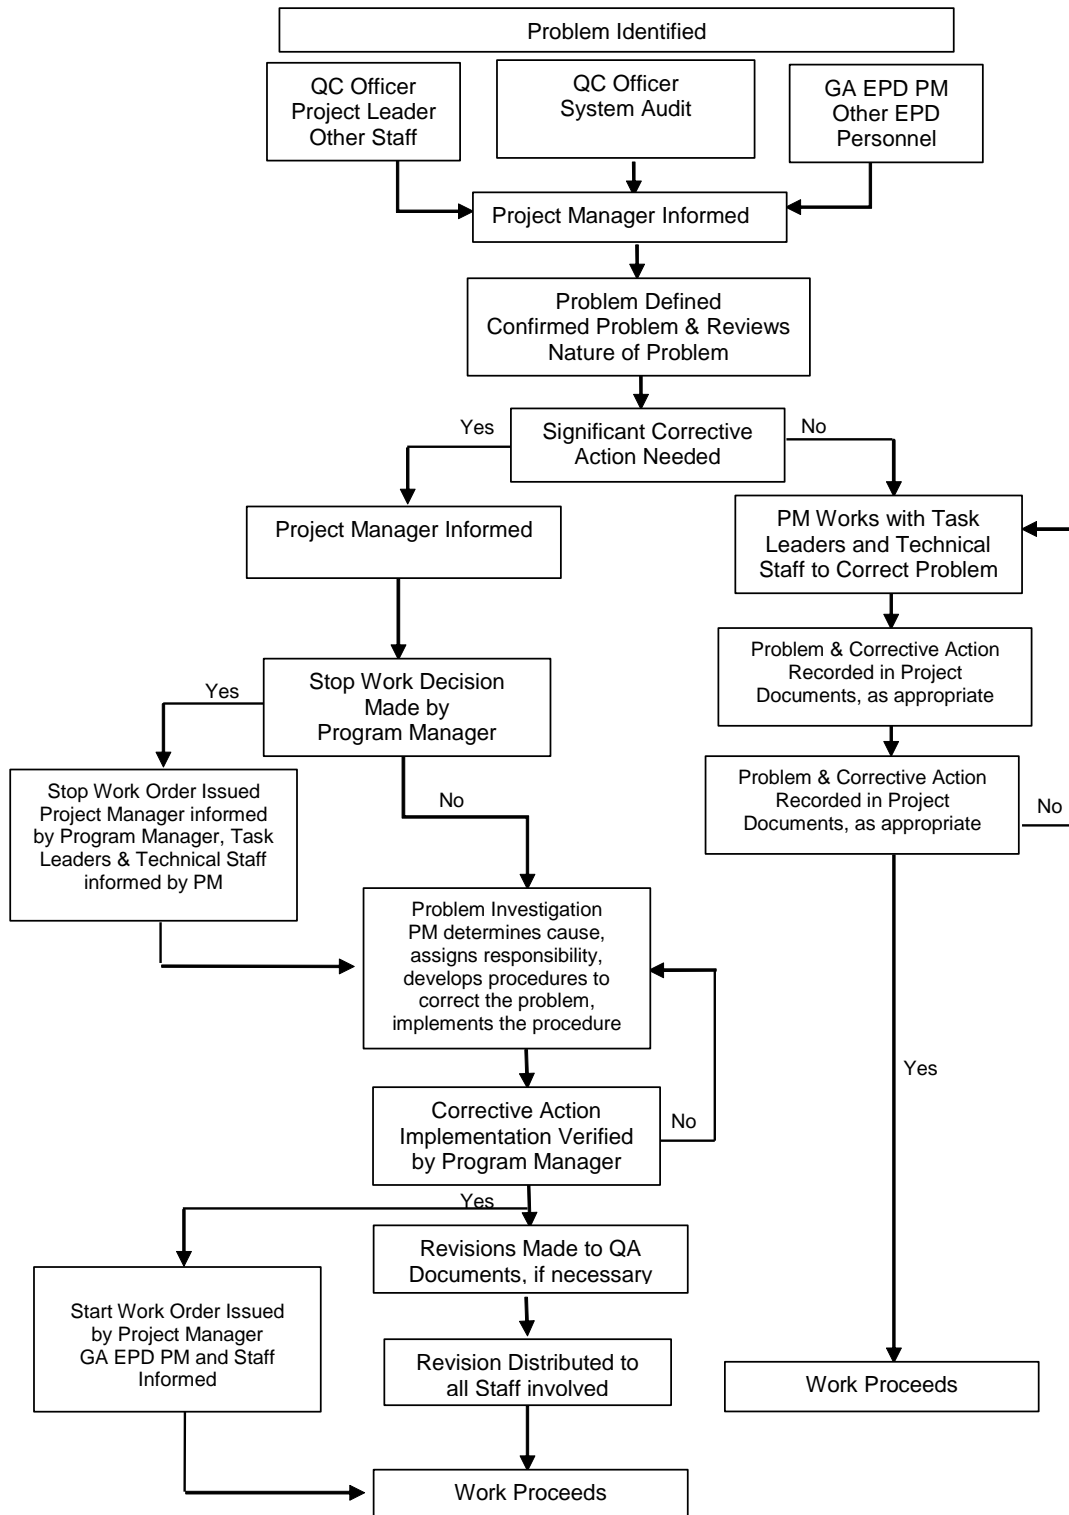 Problem Identified
QC Officer
Project Leader
Other Staff
QC Officer
System Audit
GA EPD PM
Other EPD
Personnel
Project Manager Informed
Problem Defined
Confirmed Problem & Reviews
Nature of Problem
Yes
Significant Corrective
Action Needed
No
Project Manager Informed
PM Works with Task
Leaders and Technical
Staff to Correct Problem
Problem & Corrective Action
Recorded in Project
Documents, as appropriate
Yes
Stop Work Decision
Made by
Program Manager
Stop Work Order Issued
Project Manager informed
by Program Manager, Task
Leaders & Technical Staff
informed by PM
No
Problem & Corrective Action
Recorded in Project
Documents, as appropriate
No
Problem Investigation
PM determines cause,
assigns responsibility,
develops procedures to
correct the problem,
implements the procedure
Yes
Corrective Action
Implementation Verified
by Program Manager
No
Yes
Revisions Made to QA
Documents, if necessary
Start Work Order Issued
by Project Manager
GA EPD PM and Staff
Informed
Revision Distributed to
all Staff involved
Work Proceeds
Work Proceeds